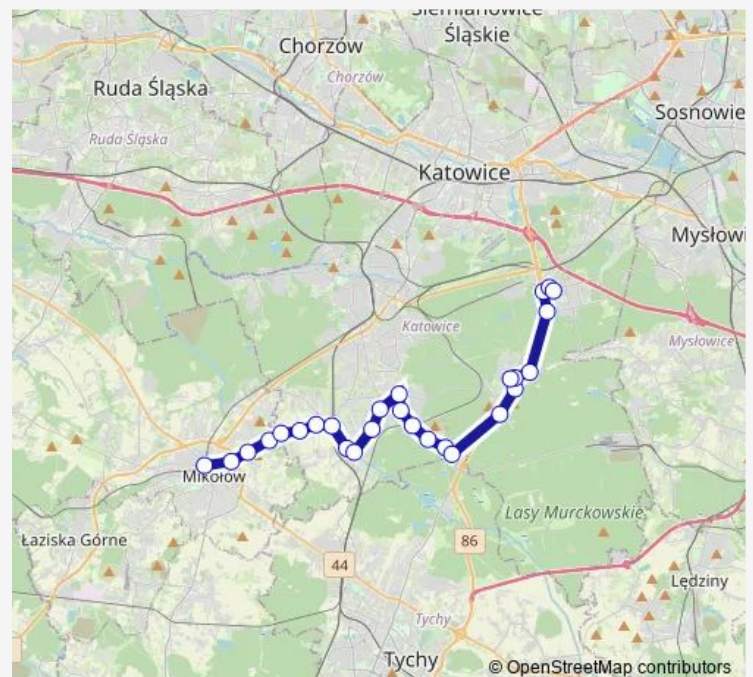 Siemianowice
Śląskie
Chorzów
Chorzów
Ruda Śląska
Sosnowie
Ruda Śląska
Katowice
Mysłowi
Katowice
Mysłowice
Mikołów
Lasy Murckowskie
Łaziska Górne
86
44
Lędziny
Tychy
Tychy
© OpenStreetMap contributors